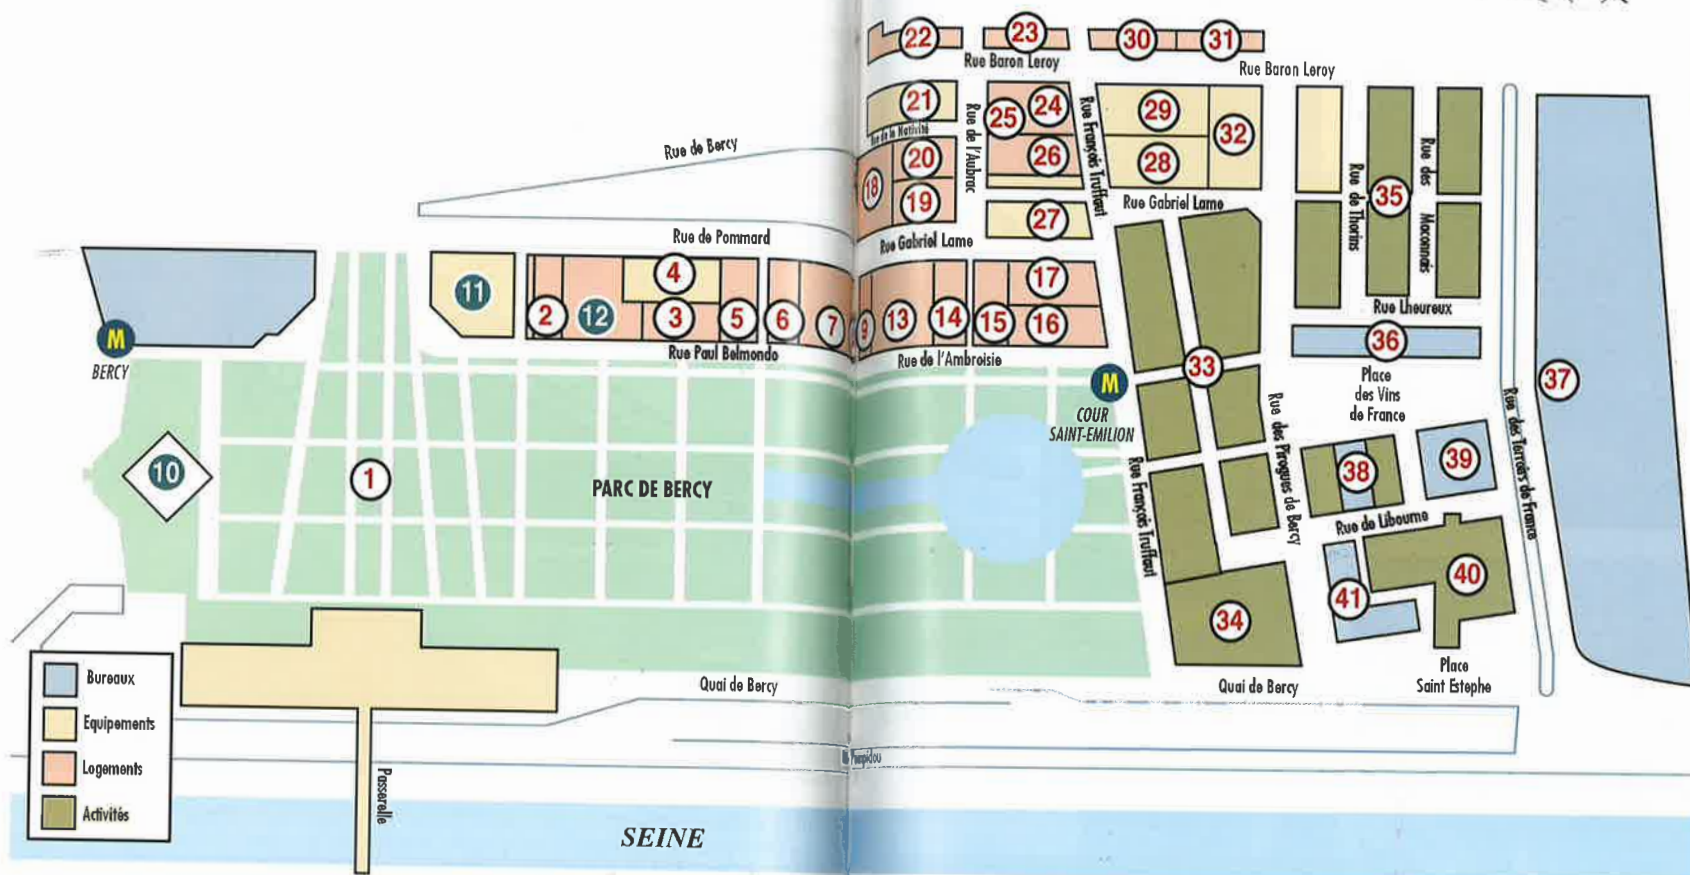 22
23
30
31
Rue Baron Leroy
Rue Baron Leroy
21
Rue de la Nativité
Rue de l'Aubrac
25
24
26
Rue François Truffaut
29
28
32
Rue de Bercy
20
18
19
27
Rue Gabriel Lame
Rue Gabriel Lame
Rue de Thorins
35
Rue des Maconnais
Rue de Pommard
11
2
12
4
3
5
6
7
9
13
14
15
17
16
Rue Lheureux
36
M
BERCY
Rue Paul Belmondo
Rue de l'Ambroisie
M
COUR
SAINT-EMILION
33
Place
des Vins
de France
37
10
1
PARC DE BERCY
Rue François Truffaut
Rue des Pirogues de Bercy
38
39
Rue des Terroirs de France
Rue de Libourne
40
41
34
Place
Saint Estephe
Quai de Bercy
Quai de Bercy
Bureaux
Equipements
Logements
Activités
Passerelle
Pompidou
SEINE